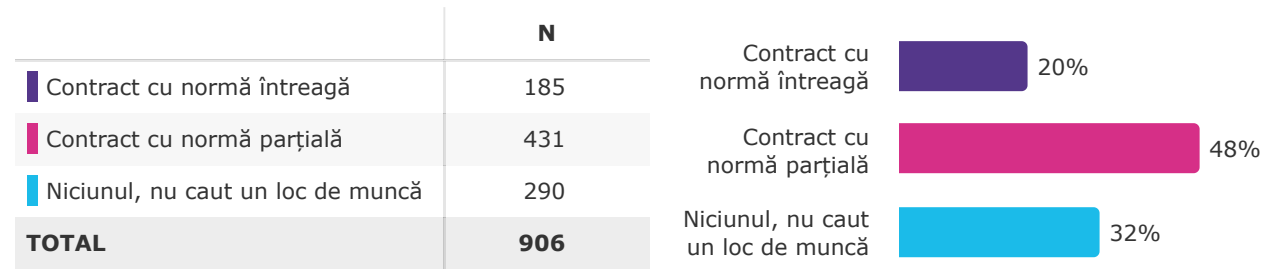 N
Contract cu normă întreagă 185
Contract cu normă parțială 431
Niciunul, nu caut un loc de muncă 290
TOTAL 906
Contract cu
normă întreagă
20%
Contract cu
normă parțială
48%
Niciunul, nu caut
un loc de muncă
32%